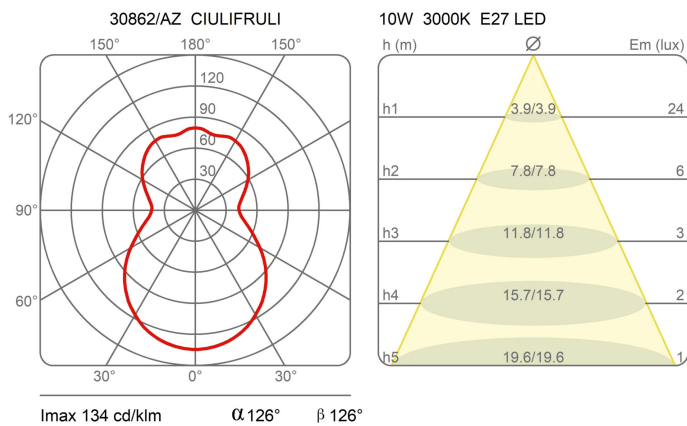 30862/AZ CIULIFRULI
150° 180° 150°
120
120°
90
60
30
90°
60°
30° 0° 30°
Imax 134 cd/klm α 126° β 126°
10W 3000K E27 LED
h (m) Ø Em (lux)
h1 3.9/3.9 24
h2 7.8/7.8 6
h3 11.8/11.8 3
h4 15.7/15.7 2
h5 19.6/19.6 1